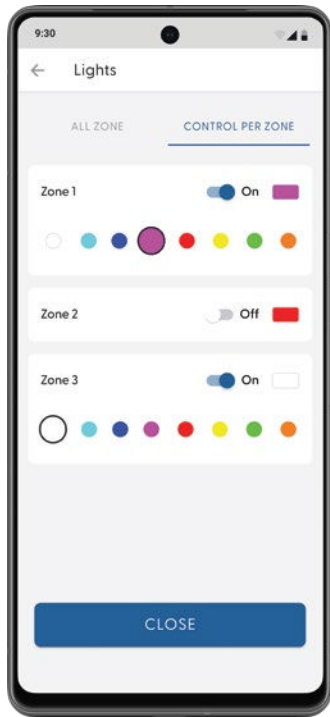 9:30
Lights
ALL ZONE CONTROL PER ZONE
Zone 1 On
Zone 2 Off
Zone 3 On
CLOSE